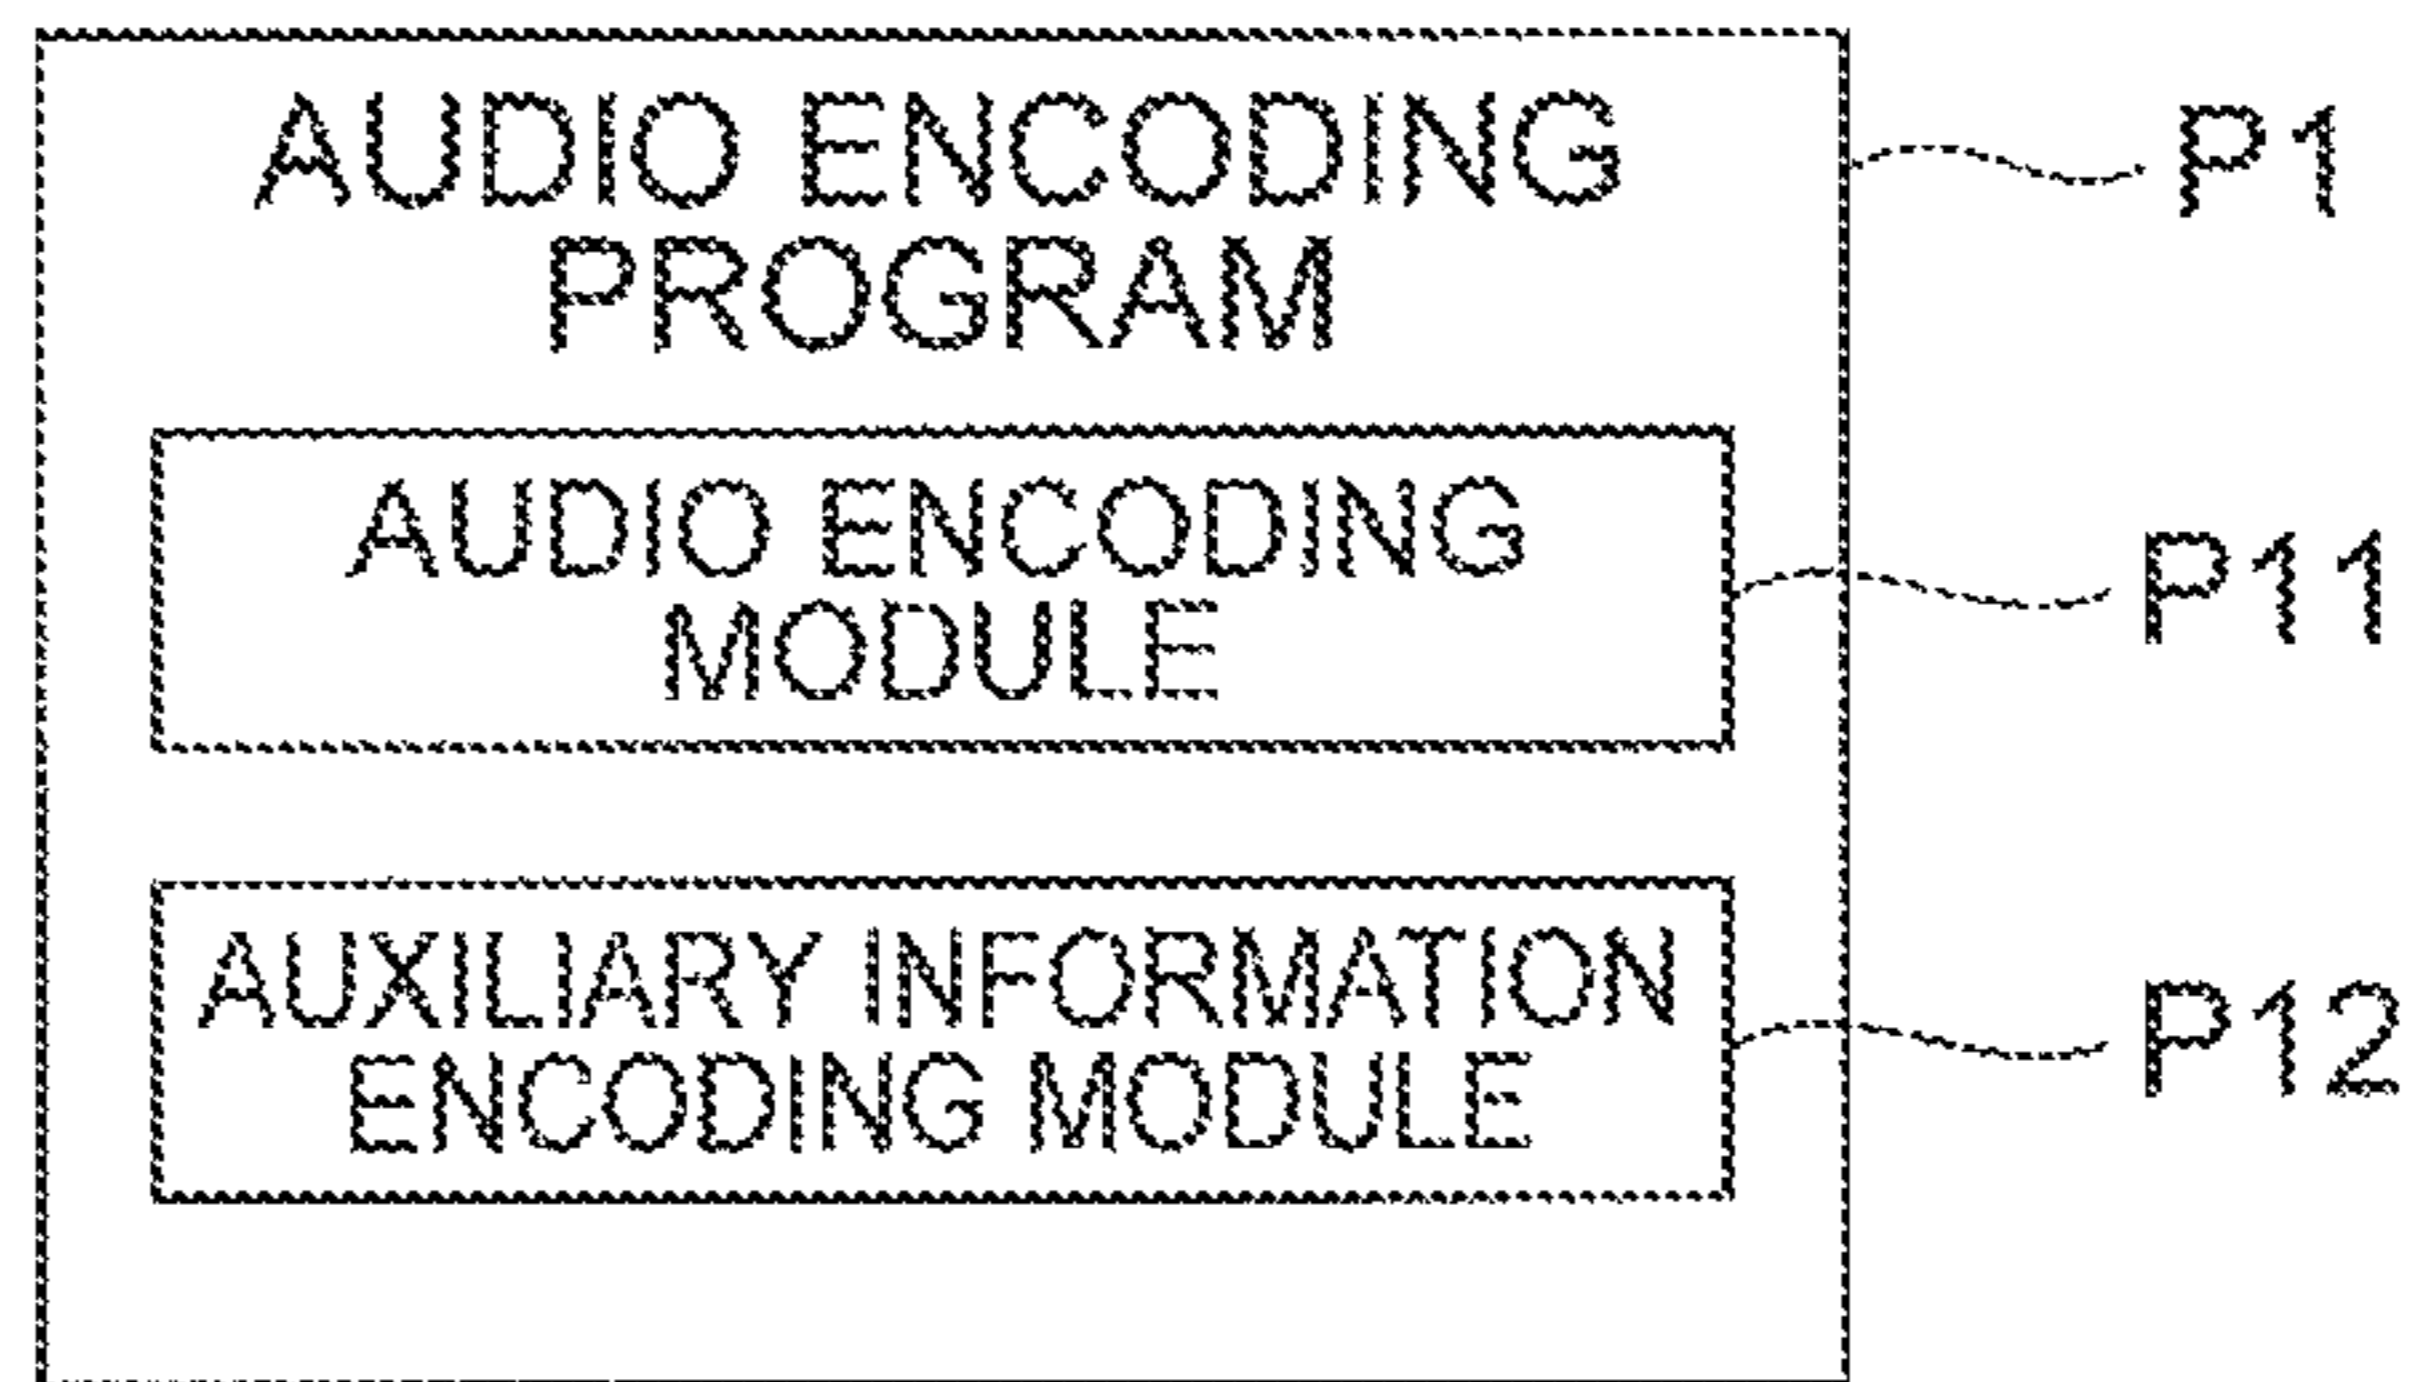 AUDIO ENCODING
PROGRAM
P1
AUDIO ENCODING
MODULE
P11
AUXILIARY INFORMATION
ENCODING MODULE
P12